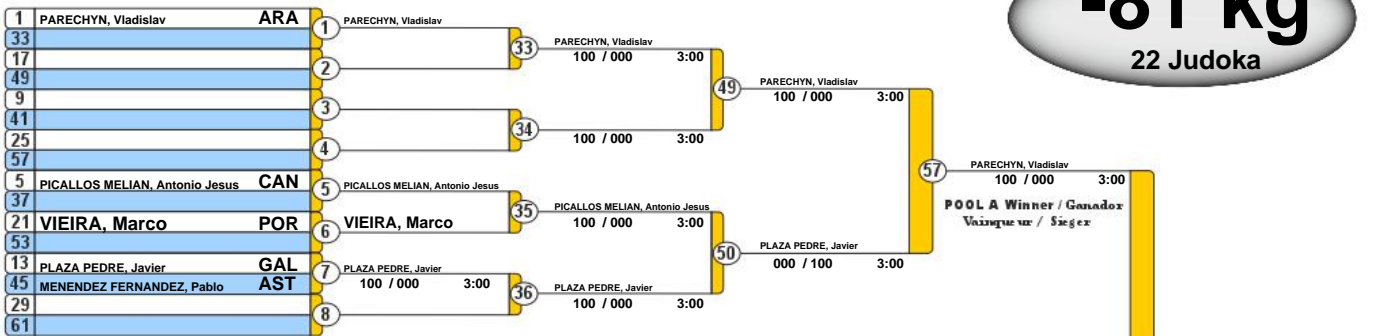 -81 kg
22 Judoka
1 PARECHYN, Vladislav ARA
33
17
49
9
41
25
57
5 PICALLOS MELIAN, Antonio Jesus CAN
37
21 VIEIRA, Marco POR
53
13 PLAZA PEDRE, Javier GAL
45 MENENDEZ FERNANDEZ, Pablo AST
29
61
1 PARECHYN, Vladislav
2
3
4
5 PICALLOS MELIAN, Antonio Jesus
6 VIEIRA, Marco
7 PLAZA PEDRE, Javier
100 / 000 3:00
8
33 PARECHYN, Vladislav
100 / 000 3:00
34
100 / 000 3:00
35 PICALLOS MELIAN, Antonio Jesus
100 / 000 3:00
36 PLAZA PEDRE, Javier
100 / 000 3:00
49 PARECHYN, Vladislav
100 / 000 3:00
50 PLAZA PEDRE, Javier
000 / 100 3:00
57 PARECHYN, Vladislav
100 / 000 3:00
POOL A Winner / Ganador
Vainqueur / Sieger